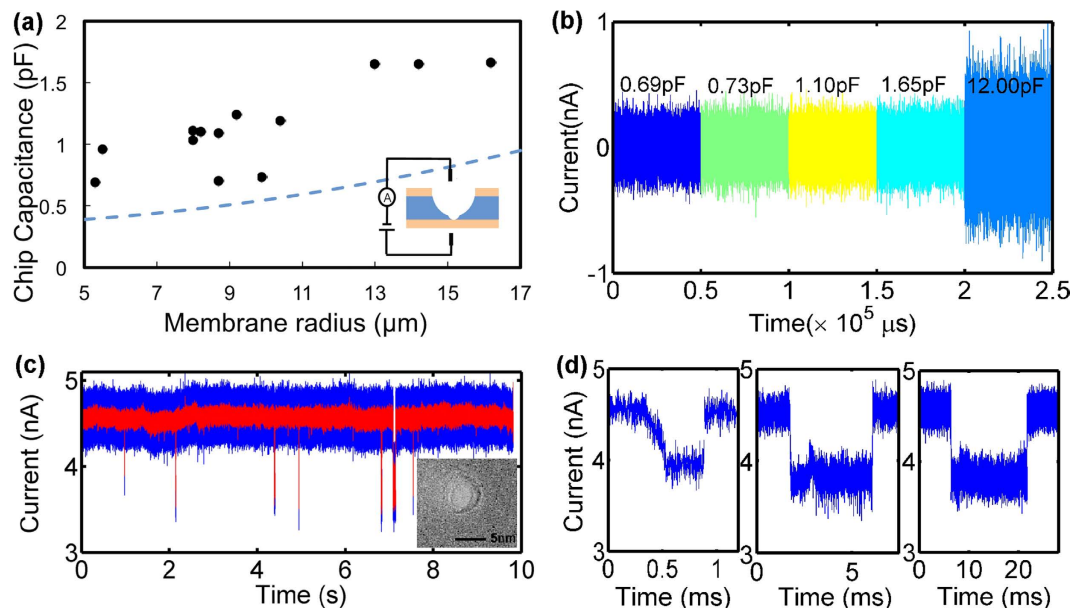 (a)
Chip Capacitance (pF)
2
1.5
1
0.5
0
5
7
9
11
13
15
17
Membrane radius (μm)
A
(b)
Current(nA)
1
0
-1
0.69pF
0.73pF
1.10pF
1.65pF
12.00pF
0
0.5
1
1.5
2
2.5
Time(× 10⁵ μs)
(c)
Current (nA)
5
4
3
0
2
4
6
8
10
Time (s)
5nm
(d)
Current (nA)
5
4
3
0
0.5
1
Time (ms)
5
4
3
0
5
Time (ms)
5
4
3
0
10
20
Time (ms)